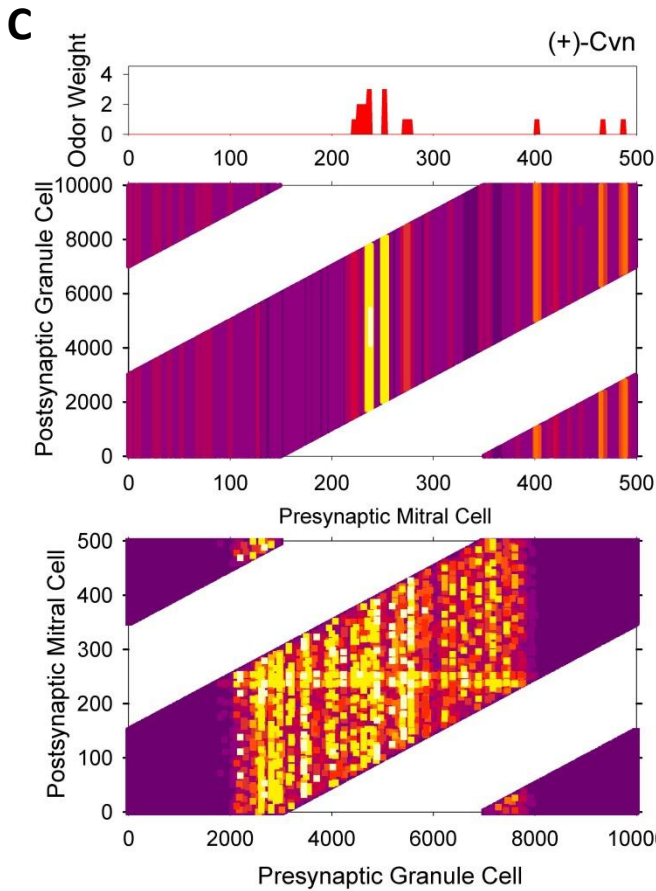 C
(+)-Cvn
Odor Weight
4
2
0
0 100 200 300 400 500
Postsynaptic Granule Cell
10000
8000
6000
4000
2000
0
0 100 200 300 400 500
Presynaptic Mitral Cell
Postsynaptic Mitral Cell
500
400
300
200
100
0
0 2000 4000 6000 8000 1000
Presynaptic Granule Cell